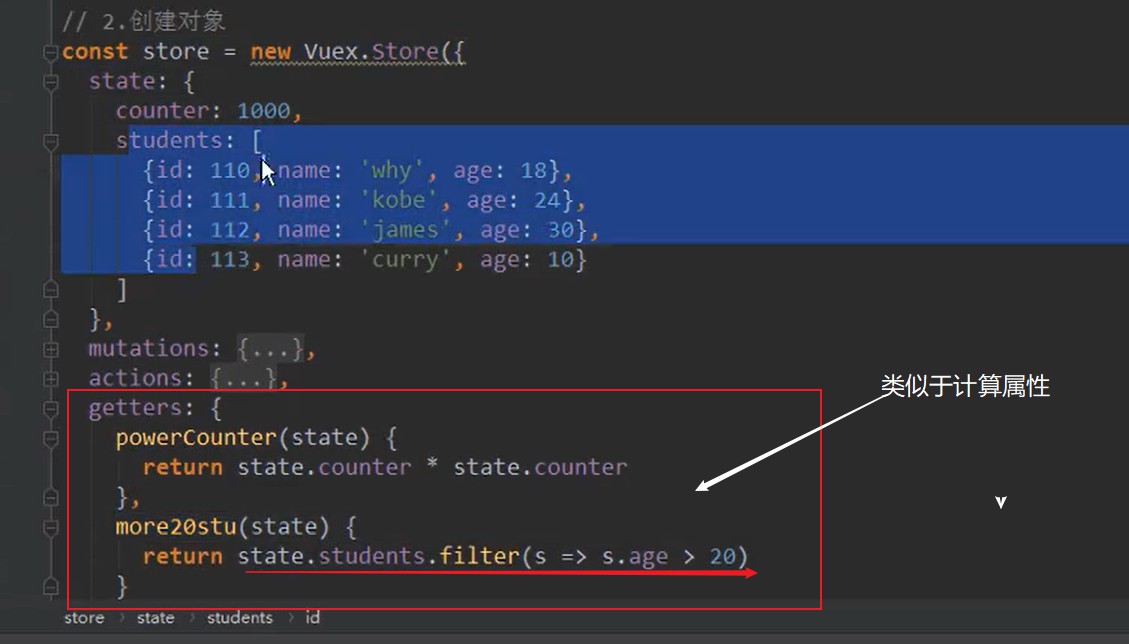 // 2.创建对象
const store = new Vuex.Store({
state: {
counter: 1000,
students: [
{id: 110, name: 'why', age: 18},
{id: 111, name: 'kobe', age: 24},
{id: 112, name: 'james', age: 30},
{id: 113, name: 'curry', age: 10}
]
},
mutations: {...},
actions: {...},
getters: {
类似于计算属性
powerCounter(state) {
return state.counter * state.counter
},
more20stu(state) {
return state.students.filter(s => s.age > 20)
}
store › state › students › id